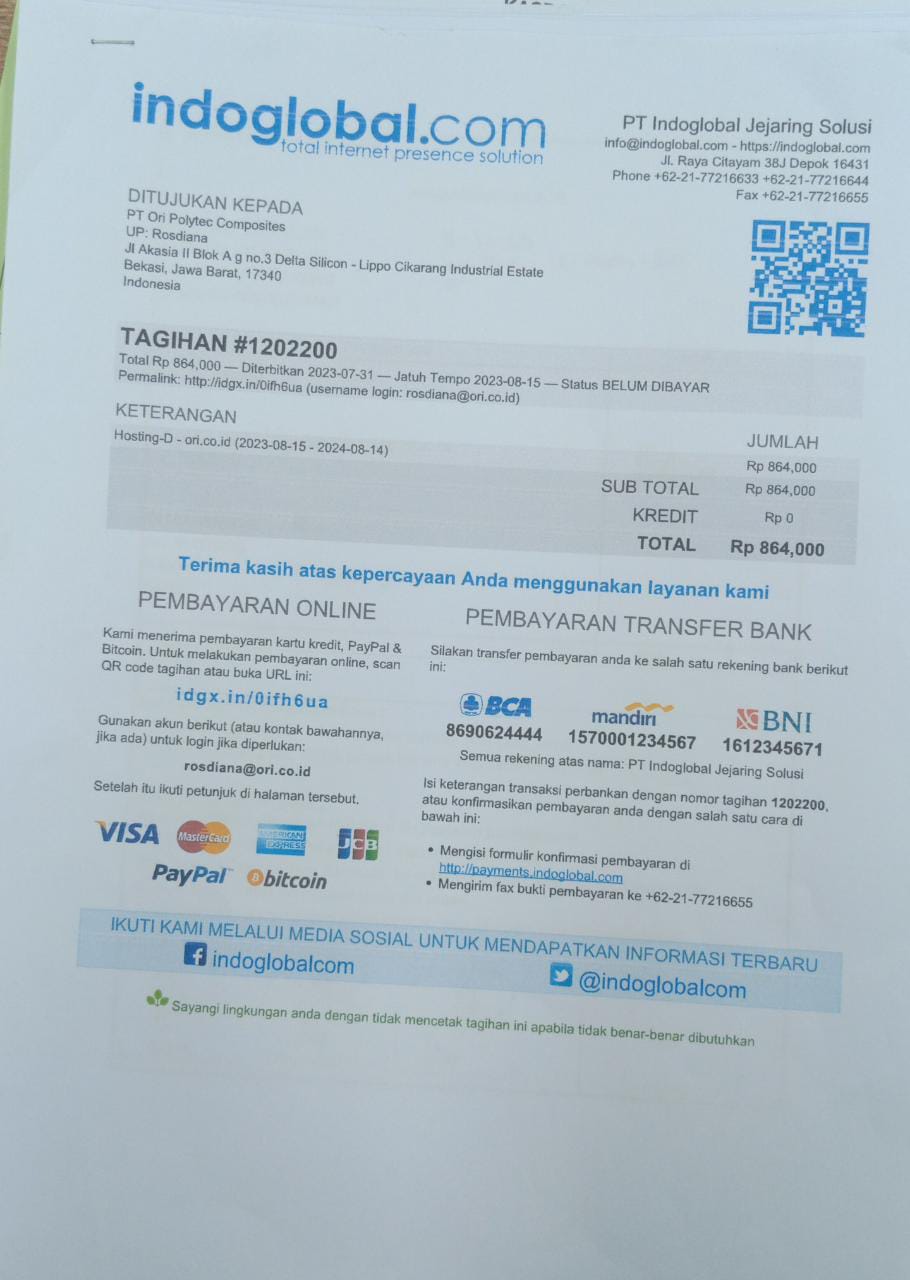 indoglobal.com
total internet presence solution
PT Indoglobal Jejaring Solusi
info@indoglobal.com - https://indoglobal.com
Jl. Raya Citayam 38J Depok 16431
Phone +62-21-77216633 +62-21-77216644
Fax +62-21-77216655
DITUJUKAN KEPADA
PT Ori Polytec Composites
UP: Rosdiana
Jl Akasia II Blok A g no.3 Delta Silicon - Lippo Cikarang Industrial Estate
Bekasi, Jawa Barat, 17340
Indonesia
TAGIHAN #1202200
Total Rp 864,000 — Diterbitkan 2023-07-31 — Jatuh Tempo 2023-08-15 — Status BELUM DIBAYAR
Permalink: http://idgx.in/0ifh6ua (username login: rosdiana@ori.co.id)
KETERANGAN
JUMLAH
Hosting-D - ori.co.id (2023-08-15 - 2024-08-14)
Rp 864,000
SUB TOTAL Rp 864,000
KREDIT Rp 0
TOTAL Rp 864,000
Terima kasih atas kepercayaan Anda menggunakan layanan kami
PEMBAYARAN ONLINE
Kami menerima pembayaran kartu kredit, PayPal &
Bitcoin. Untuk melakukan pembayaran online, scan
QR code tagihan atau buka URL ini:
idgx.in/0ifh6ua
Gunakan akun berikut (atau kontak bawahannya,
jika ada) untuk login jika diperlukan:
rosdiana@ori.co.id
Setelah itu ikuti petunjuk di halaman tersebut.
VISA MasterCard AMERICAN EXPRESS JCB
PayPal bitcoin
PEMBAYARAN TRANSFER BANK
Silakan transfer pembayaran anda ke salah satu rekening bank berikut
ini:
BCA mandiri BNI
8690624444 1570001234567 1612345671
Semua rekening atas nama: PT Indoglobal Jejaring Solusi
Isi keterangan transaksi perbankan dengan nomor tagihan 1202200,
atau konfirmasikan pembayaran anda dengan salah satu cara di
bawah ini:
• Mengisi formulir konfirmasi pembayaran di
http://payments.indoglobal.com
• Mengirim fax bukti pembayaran ke +62-21-77216655
IKUTI KAMI MELALUI MEDIA SOSIAL UNTUK MENDAPATKAN INFORMASI TERBARU
indoglobalcom @indoglobalcom
Sayangi lingkungan anda dengan tidak mencetak tagihan ini apabila tidak benar-benar dibutuhkan